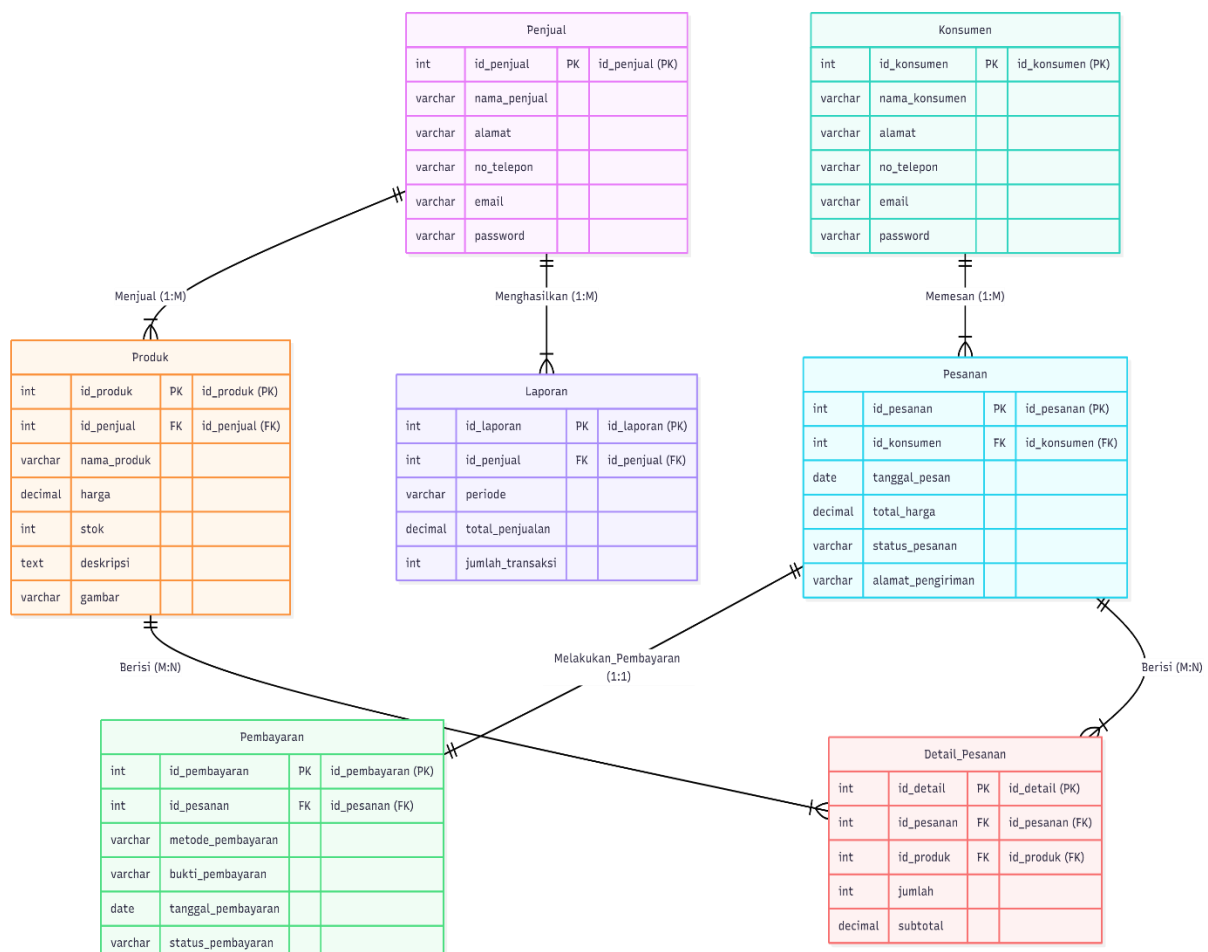 Penjual
int id_penjual PK id_penjual (PK)
varchar nama_penjual
varchar alamat
varchar no_telepon
varchar email
varchar password
Konsumen
int id_konsumen PK id_konsumen (PK)
varchar nama_konsumen
varchar alamat
varchar no_telepon
varchar email
varchar password
Menjual (1:M)
Menghasilkan (1:M)
Memesan (1:M)
Produk
int id_produk PK id_produk (PK)
int id_penjual FK id_penjual (FK)
varchar nama_produk
decimal harga
int stok
text deskripsi
varchar gambar
Laporan
int id_laporan PK id_laporan (PK)
int id_penjual FK id_penjual (FK)
varchar periode
decimal total_penjualan
int jumlah_transaksi
Pesanan
int id_pesanan PK id_pesanan (PK)
int id_konsumen FK id_konsumen (FK)
date tanggal_pesan
decimal total_harga
varchar status_pesanan
varchar alamat_pengiriman
Berisi (M:N)
Melakukan_Pembayaran
(1:1)
Berisi (M:N)
Pembayaran
int id_pembayaran PK id_pembayaran (PK)
int id_pesanan FK id_pesanan (FK)
varchar metode_pembayaran
varchar bukti_pembayaran
date tanggal_pembayaran
varchar status_pembayaran
Detail_Pesanan
int id_detail PK id_detail (PK)
int id_pesanan FK id_pesanan (FK)
int id_produk FK id_produk (FK)
int jumlah
decimal subtotal